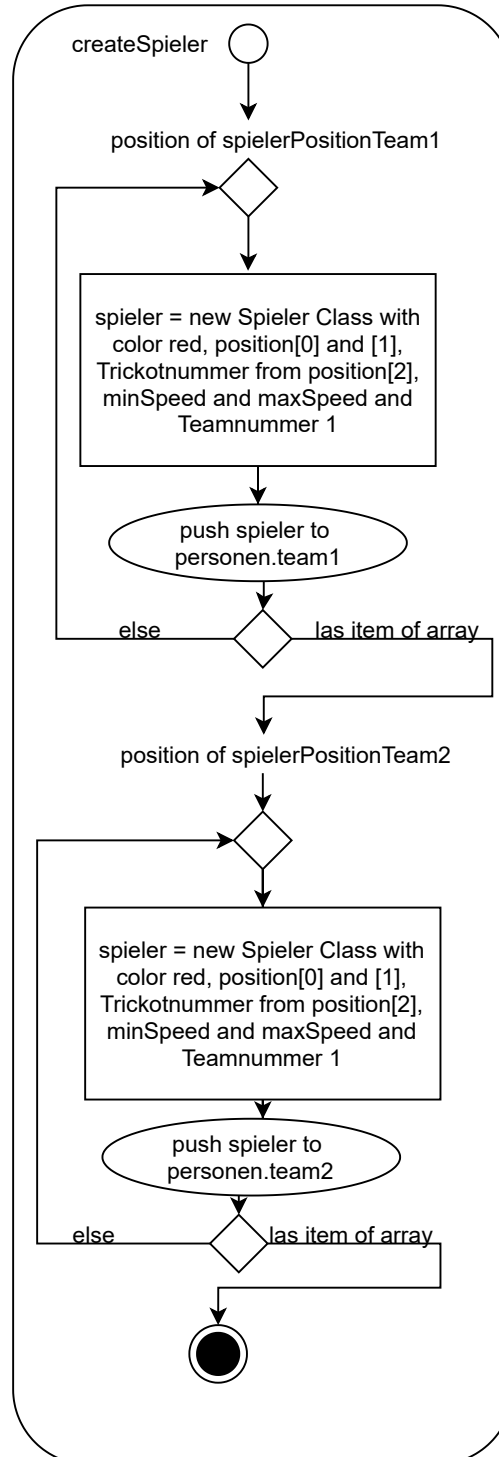 createSpieler
position of spielerPositionTeam1
spieler = new Spieler Class with
color red, position[0] and [1],
Trickotnummer from position[2],
minSpeed and maxSpeed and
Teamnummer 1
push spieler to
personen.team1
else
las item of array
position of spielerPositionTeam2
spieler = new Spieler Class with
color red, position[0] and [1],
Trickotnummer from position[2],
minSpeed and maxSpeed and
Teamnummer 1
push spieler to
personen.team2
else
las item of array